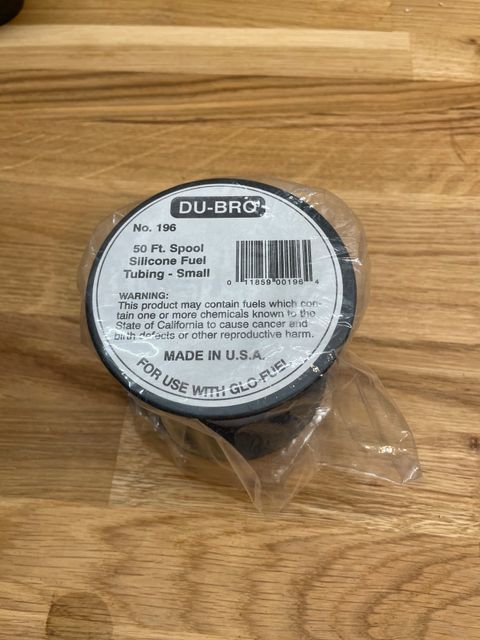 DU-BRO
No. 196
50 Ft. Spool
Silicone Fuel
Tubing - Small
0 11859 00196 4
WARNING:
This product may contain fuels which con-
tain one or more chemicals known to the
State of California to cause cancer and
birth defects or other reproductive harm.
MADE IN U.S.A.
FOR USE WITH GLO-FUEL